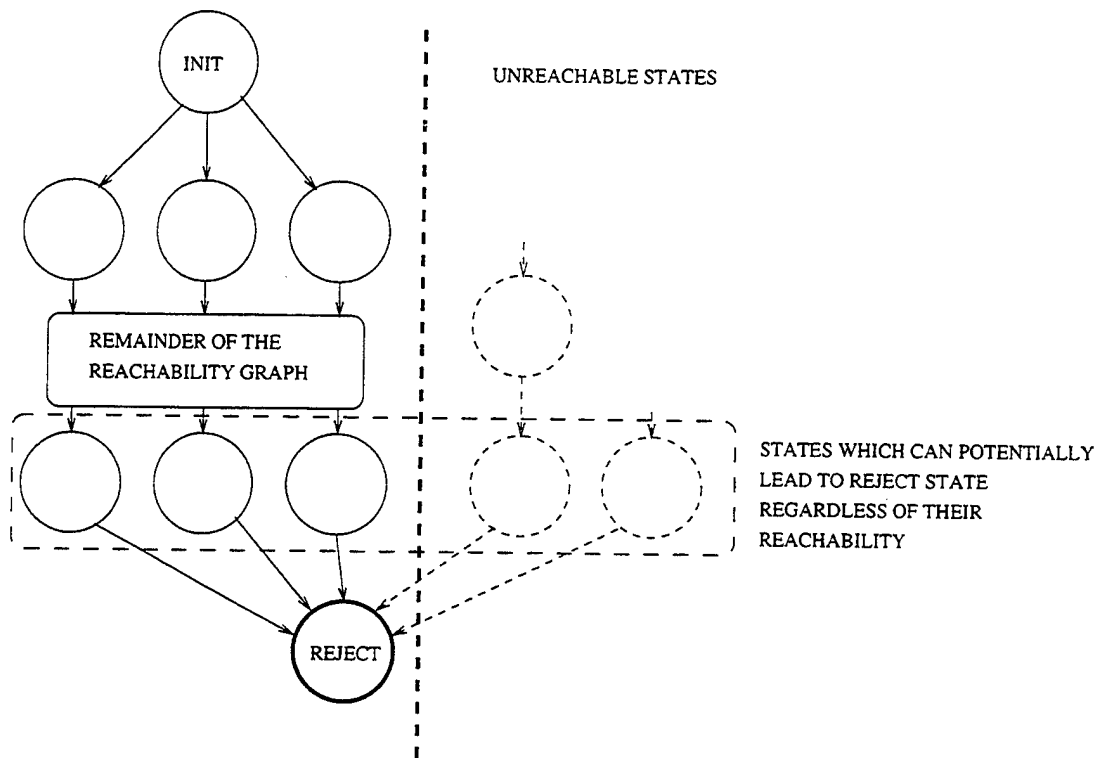 INIT
UNREACHABLE STATES
REMAINDER OF THE
REACHABILITY GRAPH
STATES WHICH CAN POTENTIALLY
LEAD TO REJECT STATE
REGARDLESS OF THEIR
REACHABILITY
REJECT